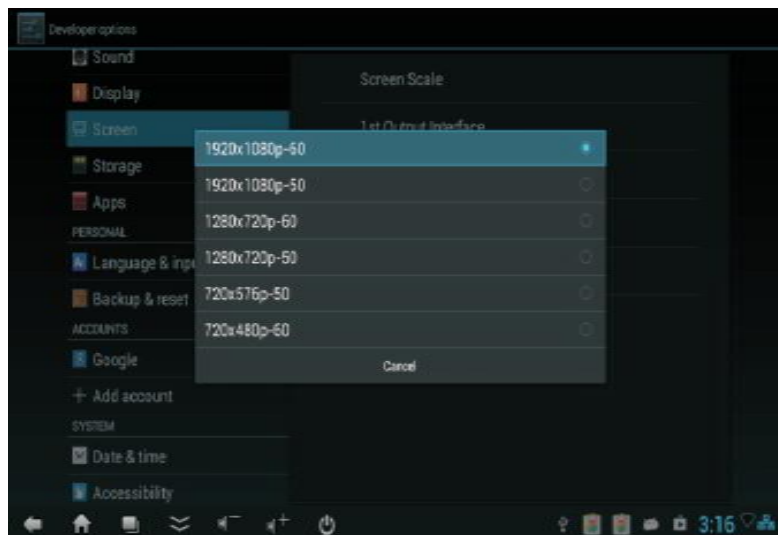 Developer options
Sound
Display
Screen
Storage
Apps
PERSONAL
Language & inpu
Backup & reset
ACCOUNTS
Google
+ Add account
SYSTEM
Date & time
Accessibility
Screen Scale
1st Output Interface
1920x1080p-60
1920x1080p-50
1280x720p-60
1280x720p-50
720x576p-50
720x480p-60
Cancel
3:16